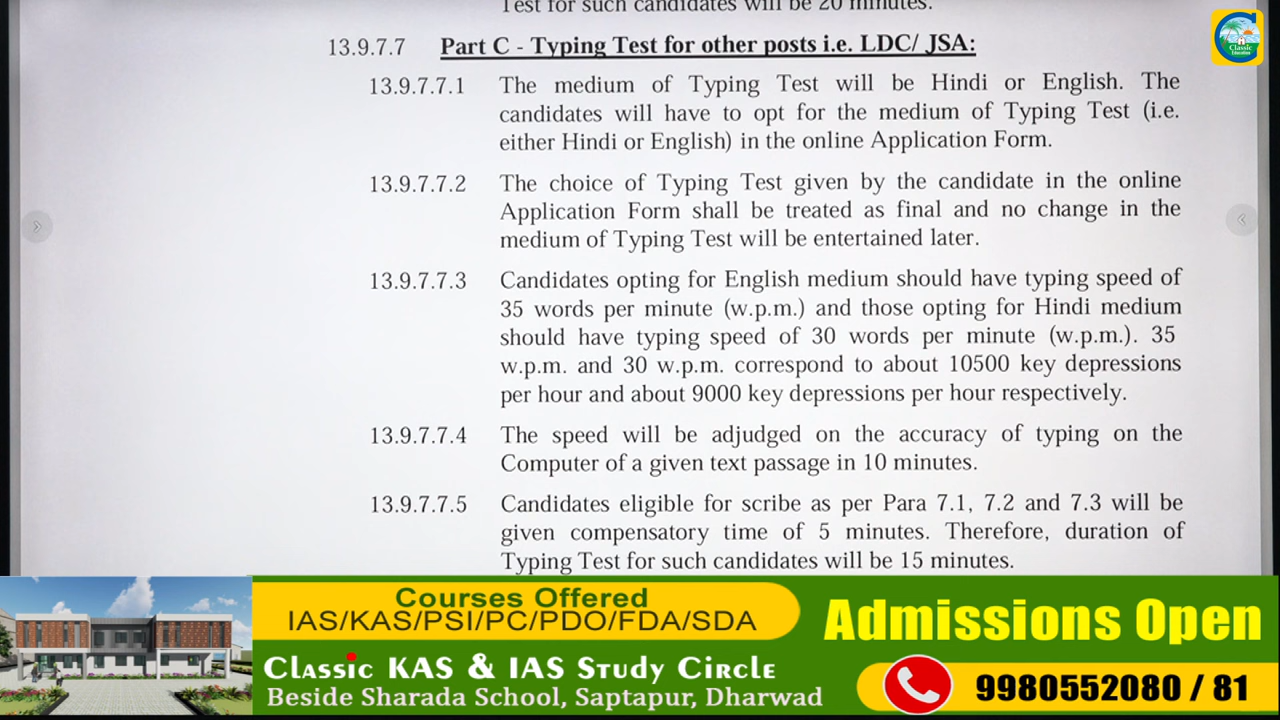 Test for such candidates will be 20 minutes.
13.9.7.7 Part C - Typing Test for other posts i.e. LDC/ JSA:
13.9.7.7.1 The medium of Typing Test will be Hindi or English. The
candidates will have to opt for the medium of Typing Test (i.e.
either Hindi or English) in the online Application Form.
13.9.7.7.2 The choice of Typing Test given by the candidate in the online
Application Form shall be treated as final and no change in the
medium of Typing Test will be entertained later.
13.9.7.7.3 Candidates opting for English medium should have typing speed of
35 words per minute (w.p.m.) and those opting for Hindi medium
should have typing speed of 30 words per minute (w.p.m.). 35
w.p.m. and 30 w.p.m. correspond to about 10500 key depressions
per hour and about 9000 key depressions per hour respectively.
13.9.7.7.4 The speed will be adjudged on the accuracy of typing on the
Computer of a given text passage in 10 minutes.
13.9.7.7.5 Candidates eligible for scribe as per Para 7.1, 7.2 and 7.3 will be
given compensatory time of 5 minutes. Therefore, duration of
Typing Test for such candidates will be 15 minutes.
Classic
Education
Courses Offered
IAS/KAS/PSI/PC/PDO/FDA/SDA
Classic KAS & IAS Study Circle
Beside Sharada School, Saptapur, Dharwad
Admissions Open
9980552080 / 81